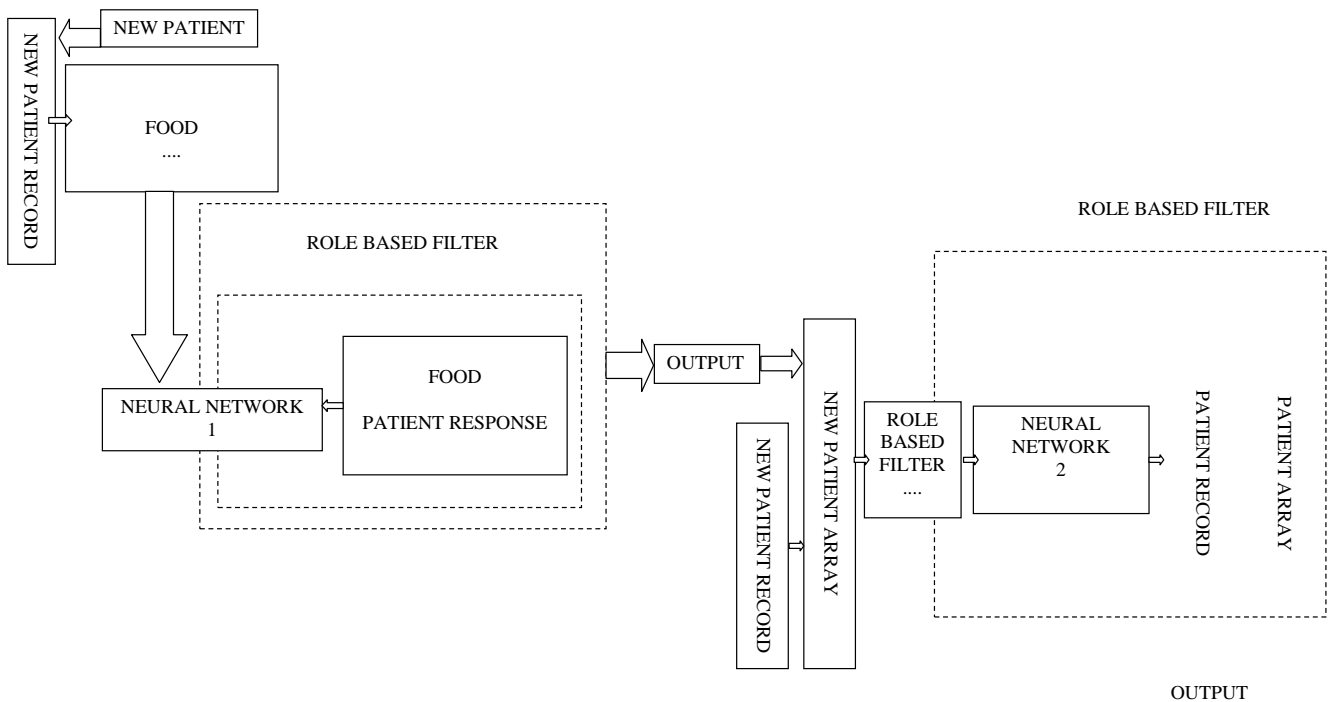 NEW PATIENT
NEW PATIENT RECORD
FOOD
....
ROLE BASED FILTER
FOOD
PATIENT RESPONSE
NEURAL NETWORK
1
OUTPUT
NEW PATIENT RECORD
NEW PATIENT ARRAY
ROLE
BASED
FILTER
....
ROLE BASED FILTER
NEURAL
NETWORK
2
PATIENT RECORD
PATIENT ARRAY
OUTPUT